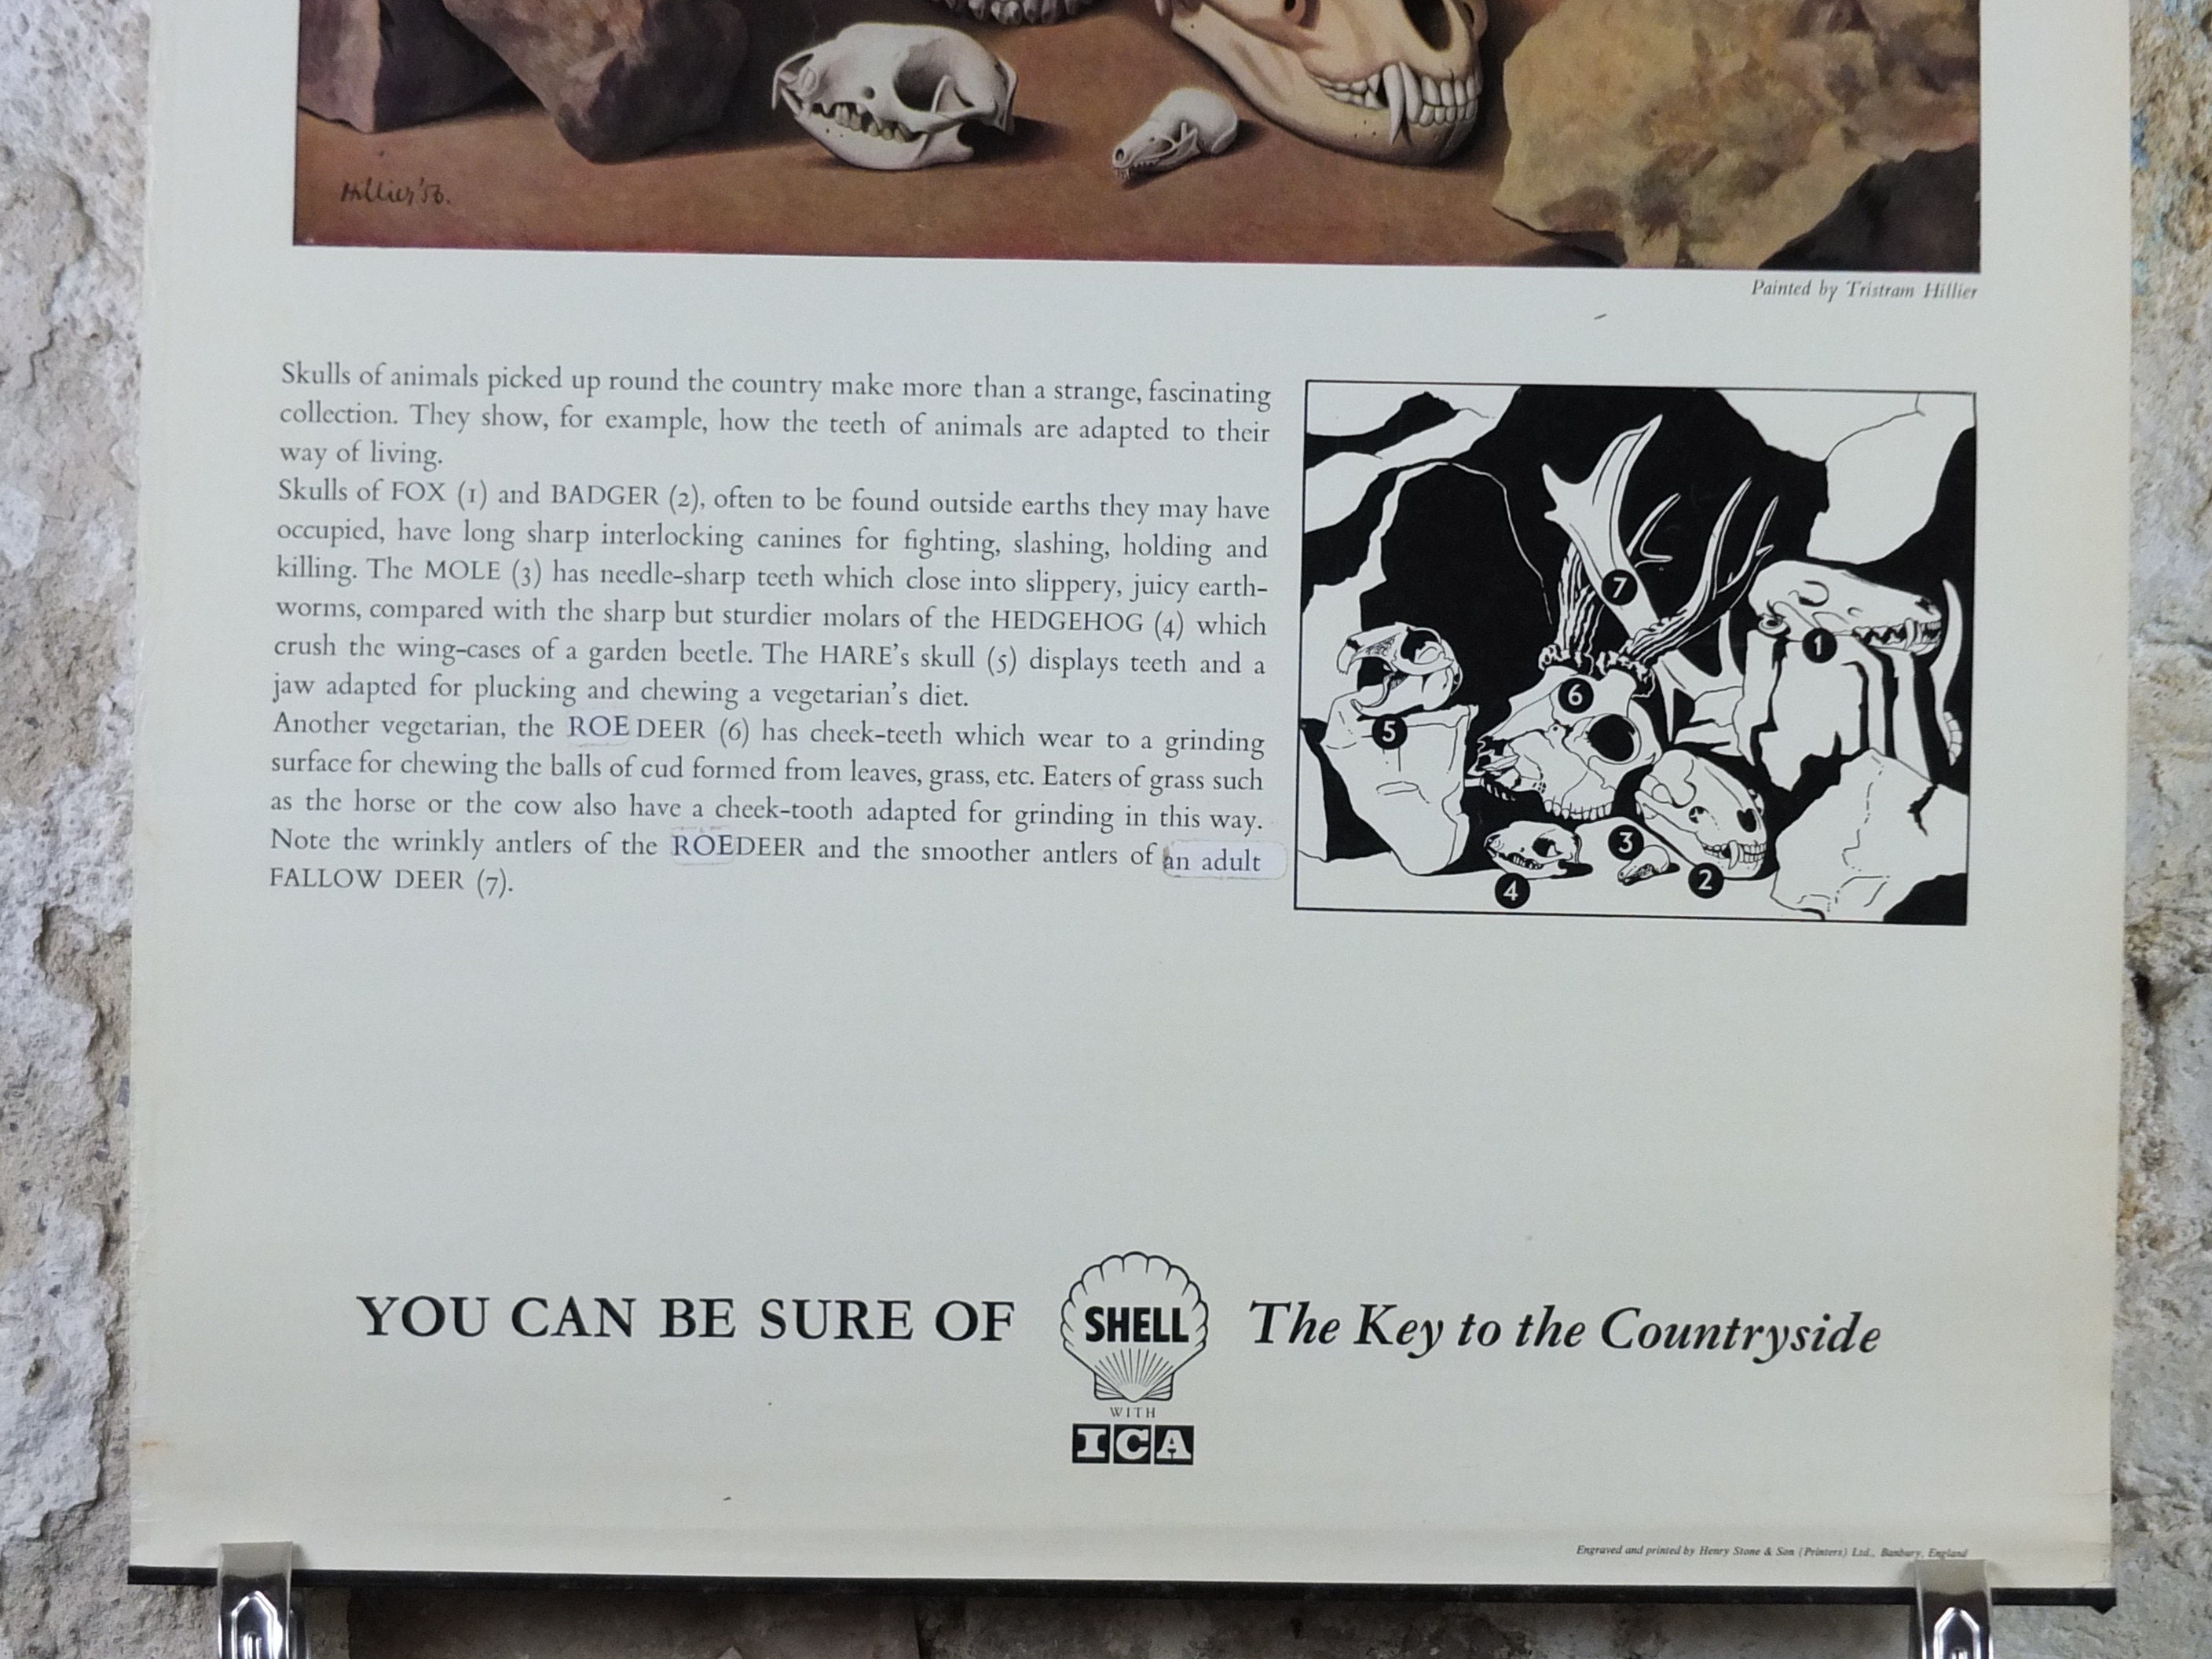 Hillier '56.
Painted by Tristram Hillier
Skulls of animals picked up round the country make more than a strange, fascinating
collection. They show, for example, how the teeth of animals are adapted to their
way of living.
Skulls of FOX (1) and BADGER (2), often to be found outside earths they may have
occupied, have long sharp interlocking canines for fighting, slashing, holding and
killing. The MOLE (3) has needle-sharp teeth which close into slippery, juicy earth-
worms, compared with the sharp but sturdier molars of the HEDGEHOG (4) which
crush the wing-cases of a garden beetle. The HARE's skull (5) displays teeth and a
jaw adapted for plucking and chewing a vegetarian's diet.
Another vegetarian, the ROE DEER (6) has cheek-teeth which wear to a grinding
surface for chewing the balls of cud formed from leaves, grass, etc. Eaters of grass such
as the horse or the cow also have a cheek-tooth adapted for grinding in this way.
Note the wrinkly antlers of the ROEDEER and the smoother antlers of an adult
FALLOW DEER (7).
7
1
6
5
3
2
4
YOU CAN BE SURE OF SHELL The Key to the Countryside
WITH
ICA
Engraved and printed by Henry Stone & Son (Printers) Ltd., Banbury, England